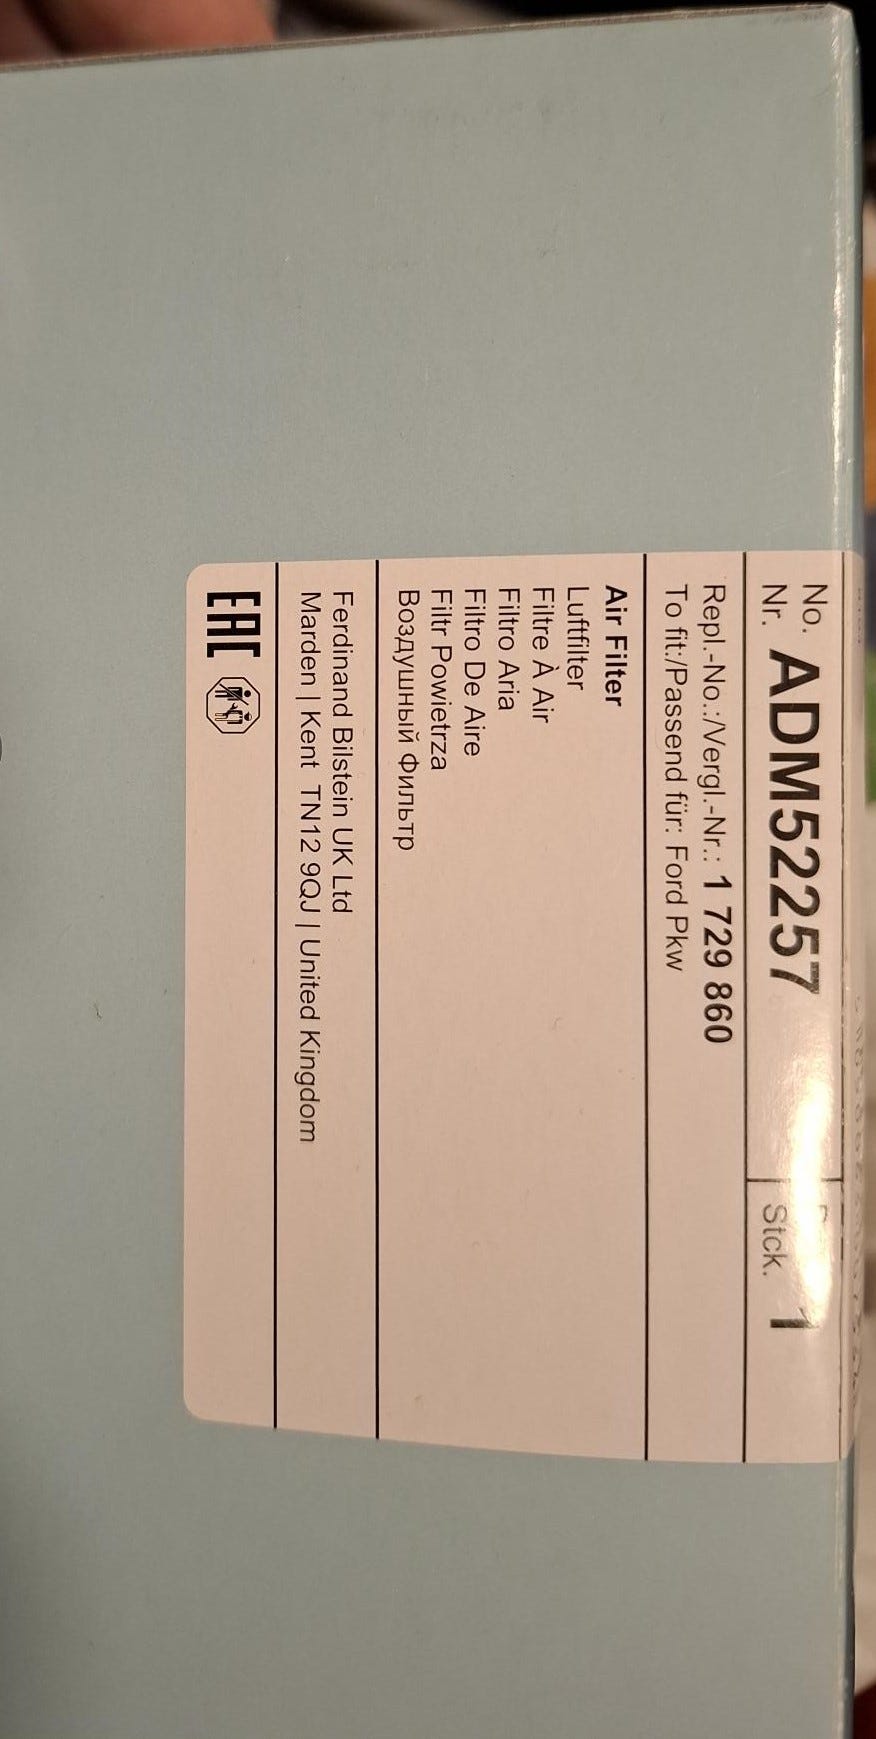 No.
Nr. ADM52257
Stck. 1
Repl.-No.:/Vergl.-Nr.: 1 729 860
To fit:/Passend für: Ford Pkw
Air Filter
Luftfilter
Filtre À Air
Filtro Aria
Filtro De Aire
Filtr Powietrza
Воздушный Фильтр
Ferdinand Bilstein UK Ltd
Marden | Kent TN12 9QJ | United Kingdom
EAC